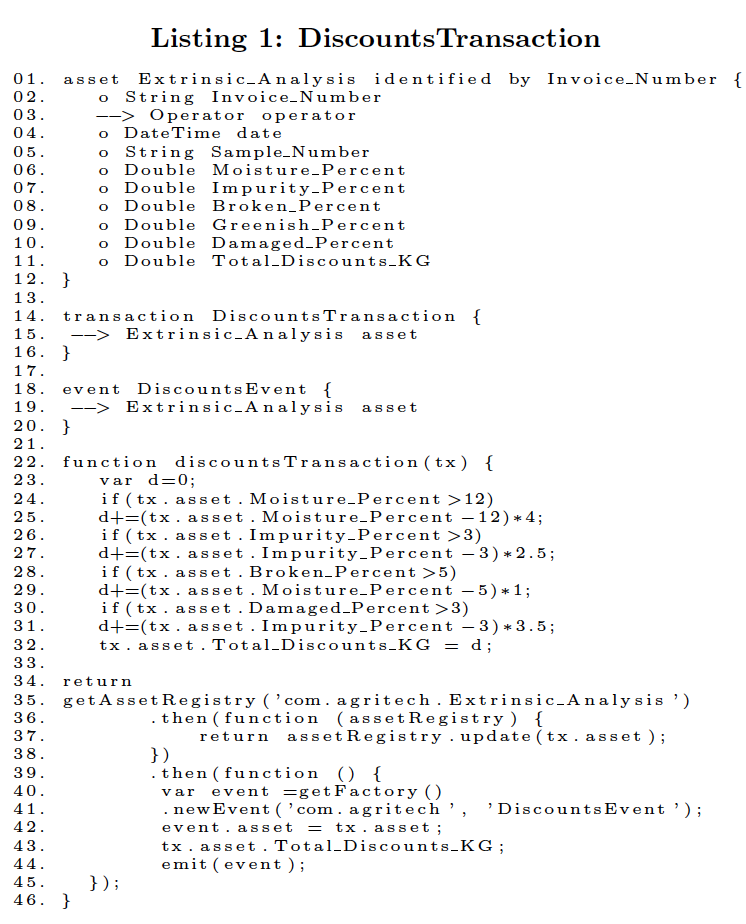 Listing 1: DiscountsTransaction
01. asset Extrinsic_Analysis identified by Invoice_Number {
02. o String Invoice_Number
03. —> Operator operator
04. o DateTime date
05. o String Sample_Number
06. o Double Moisture_Percent
07. o Double Impurity_Percent
08. o Double Broken_Percent
09. o Double Greenish_Percent
10. o Double Damaged_Percent
11. o Double Total_Discounts_KG
12. }
13.
14. transaction DiscountsTransaction {
15. —> Extrinsic_Analysis asset
16. }
17.
18. event DiscountsEvent {
19. —> Extrinsic_Analysis asset
20. }
21.
22. function discountsTransaction(tx) {
23. var d=0;
24. if(tx.asset.Moisture_Percent>12)
25. d+=(tx.asset.Moisture_Percent-12)*4;
26. if(tx.asset.Impurity_Percent>3)
27. d+=(tx.asset.Impurity_Percent-3)*2.5;
28. if(tx.asset.Broken_Percent>5)
29. d+=(tx.asset.Moisture_Percent-5)*1;
30. if(tx.asset.Damaged_Percent>3)
31. d+=(tx.asset.Impurity_Percent-3)*3.5;
32. tx.asset.Total_Discounts_KG = d;
33.
34. return
35. getAssetRegistry('com.agritech.Extrinsic_Analysis')
36. .then(function (assetRegistry) {
37. return assetRegistry.update(tx.asset);
38. })
39. .then(function () {
40. var event =getFactory()
41. .newEvent('com.agritech', 'DiscountsEvent');
42. event.asset = tx.asset;
43. tx.asset.Total_Discounts_KG;
44. emit(event);
45. });
46. }